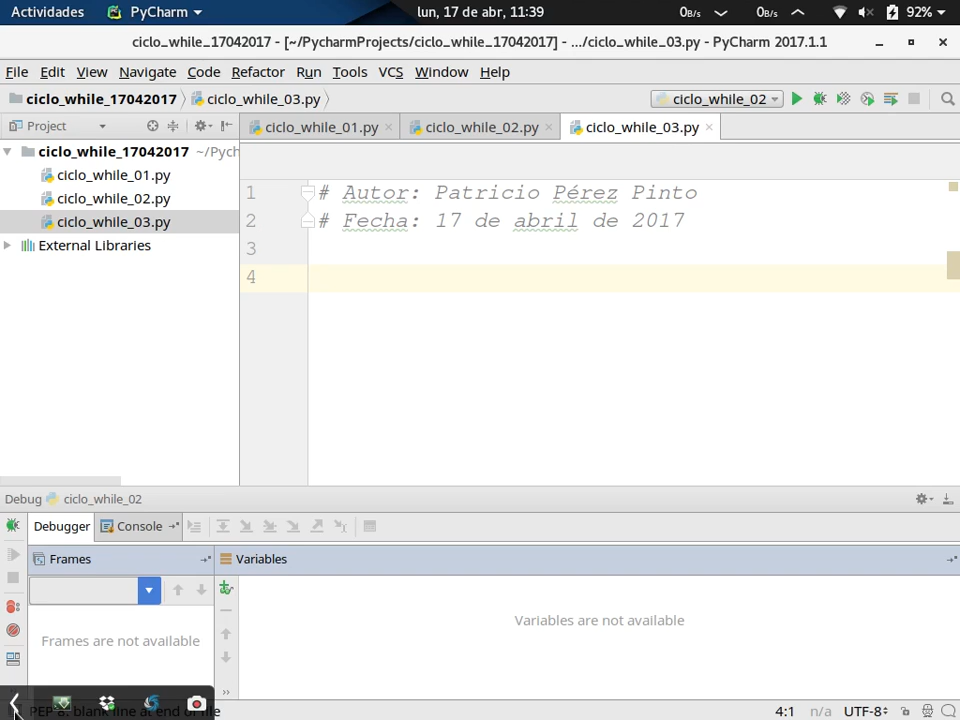 Actividades PyCharm lun, 17 de abr, 11:39 0B/s 0B/s 92%
ciclo_while_17042017 - [~/PycharmProjects/ciclo_while_17042017] - .../ciclo_while_03.py - PyCharm 2017.1.1
File Edit View Navigate Code Refactor Run Tools VCS Window Help
ciclo_while_17042017 ciclo_while_03.py ciclo_while_02
Project ciclo_while_01.py ciclo_while_02.py ciclo_while_03.py
ciclo_while_17042017 ~/Pych
ciclo_while_01.py
ciclo_while_02.py
ciclo_while_03.py
External Libraries
1 # Autor: Patricio Pérez Pinto
2 # Fecha: 17 de abril de 2017
3
4
Debug ciclo_while_02
Debugger Console
Frames Variables
Frames are not available
Variables are not available
PEP 8: blank line at end of file 4:1 n/a UTF-8